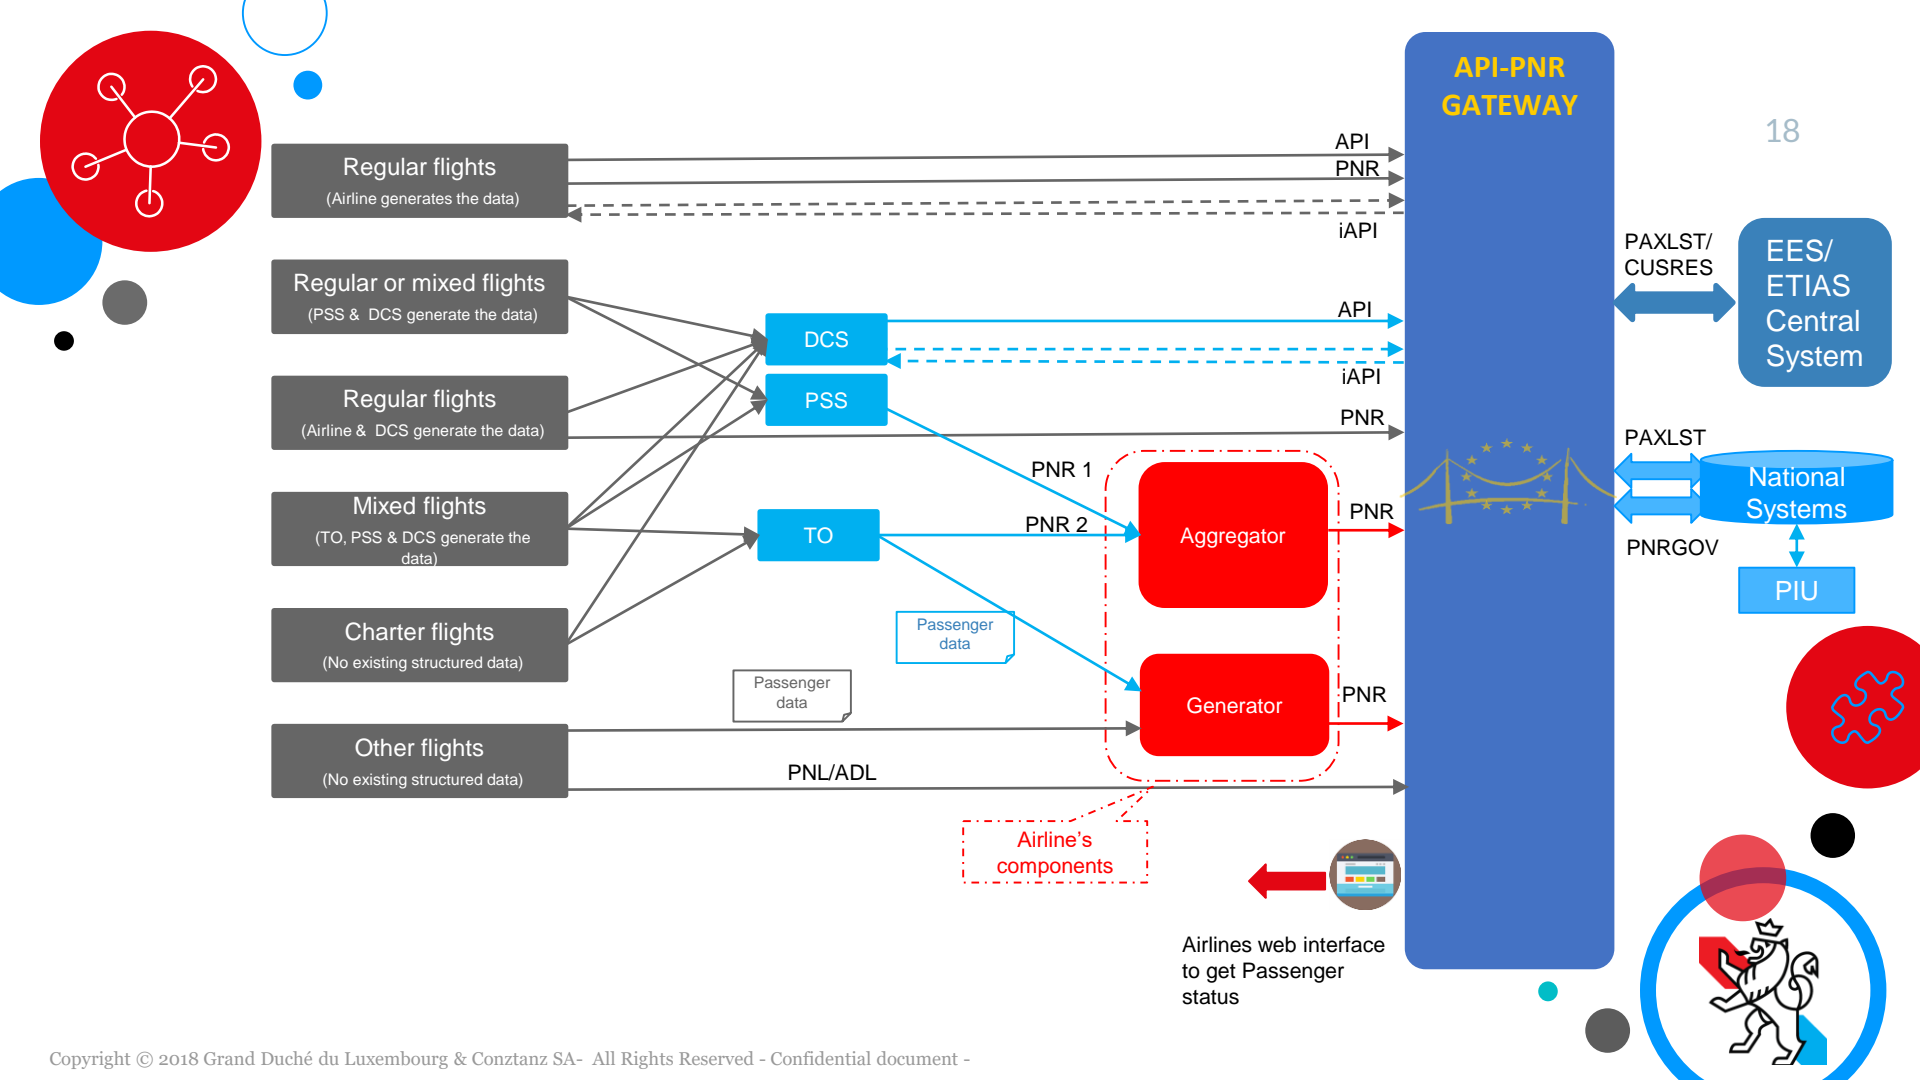 API-PNR
GATEWAY
18
Regular flights
(Airline generates the data)
API
PNR
iAPI
Regular or mixed flights
(PSS & DCS generate the data)
DCS
API
iAPI
PSS
Regular flights
(Airline & DCS generate the data)
PNR
PAXLST/
CUSRES
EES/
ETIAS
Central
System
Mixed flights
(TO, PSS & DCS generate the
data)
TO
PNR 1
PNR 2
Aggregator
PNR
PAXLST
PNRGOV
National
Systems
PIU
Charter flights
(No existing structured data)
Passenger
data
Passenger
data
Generator
PNR
Other flights
(No existing structured data)
PNL/ADL
Airline’s
components
Airlines web interface
to get Passenger
status
Copyright © 2018 Grand Duché du Luxembourg & Conztanz SA- All Rights Reserved - Confidential document -